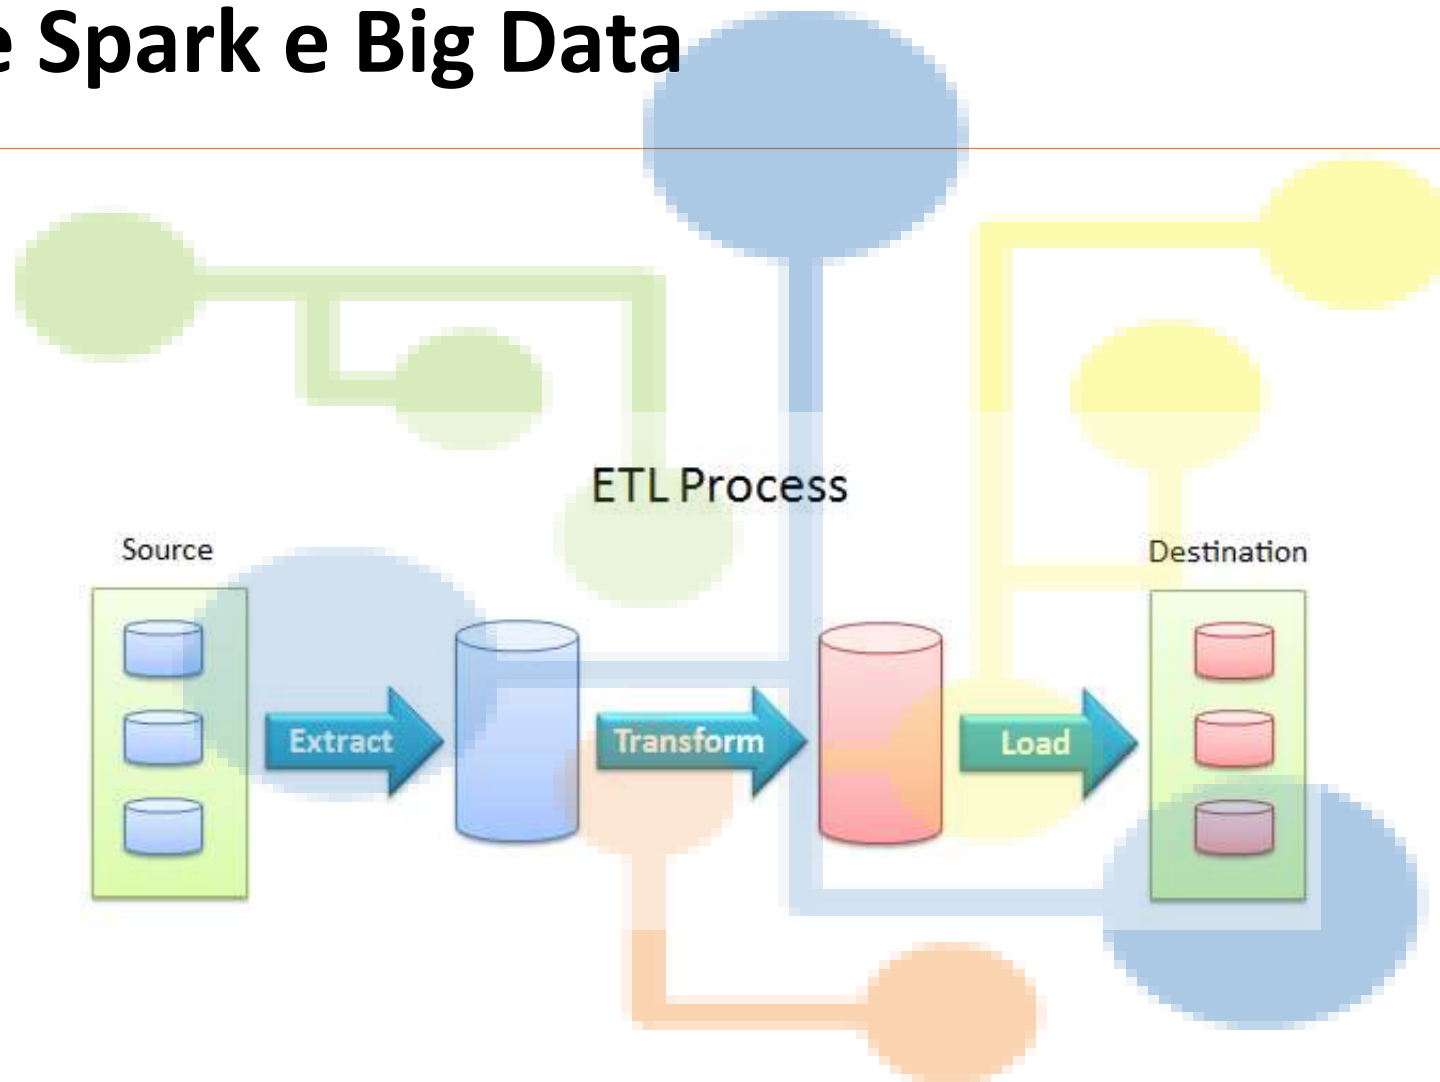 e Spark e Big Data
ETL Process
Source
Destination
Extract
Transform
Load